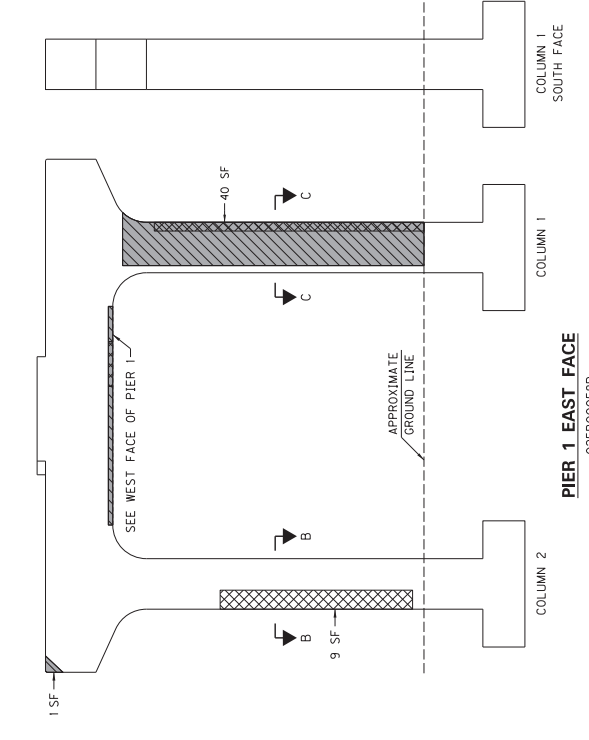 COLUMN 1
SOUTH FACE
40 SF
C
C
COLUMN 1
SEE WEST FACE OF PIER 1
APPROXIMATE
GROUND LINE
1 SF
B
B
9 SF
COLUMN 2
PIER 1 EAST FACE